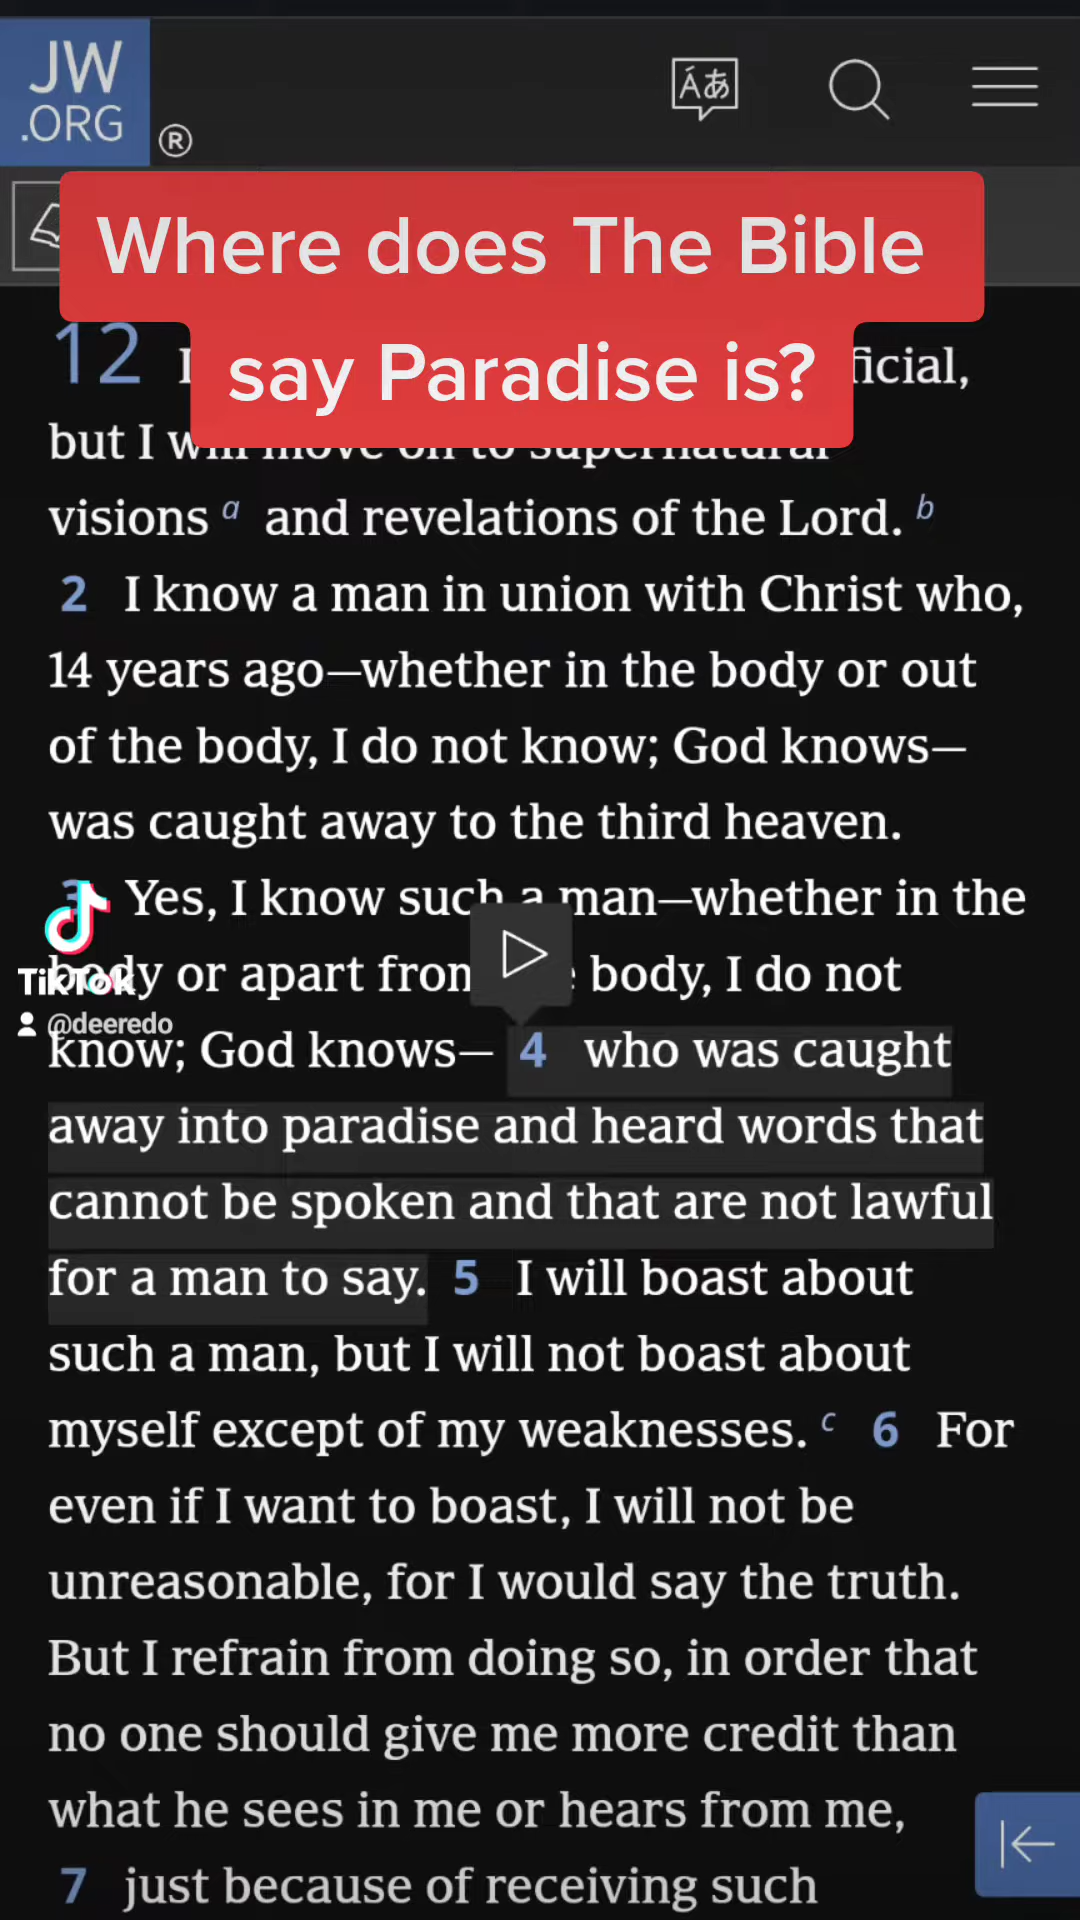 JW
.ORG
®
Áあ
Where does The Bible
say Paradise is?
12 I ficial,
but I will move on to supernatural
visions a and revelations of the Lord. b
2 I know a man in union with Christ who,
14 years ago—whether in the body or out
of the body, I do not know; God knows—
was caught away to the third heaven.
3 Yes, I know such a man—whether in the
body or apart from body, I do not
TikTok
@deeredo
know; God knows— 4 who was caught
away into paradise and heard words that
cannot be spoken and that are not lawful
for a man to say. 5 I will boast about
such a man, but I will not boast about
myself except of my weaknesses. c 6 For
even if I want to boast, I will not be
unreasonable, for I would say the truth.
But I refrain from doing so, in order that
no one should give me more credit than
what he sees in me or hears from me,
7 just because of receiving such